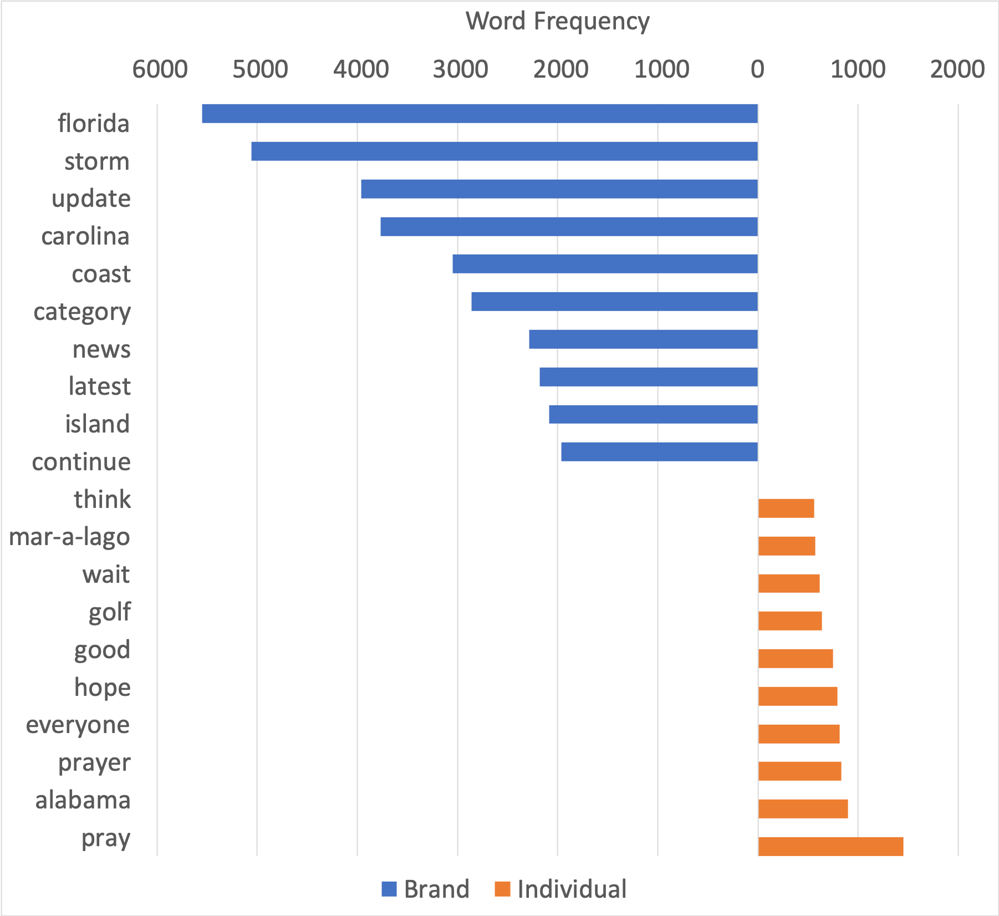 Word Frequency
6000 5000 4000 3000 2000 1000 0 1000 2000
florida
storm
update
carolina
coast
category
news
latest
island
continue
think
mar-a-lago
wait
golf
good
hope
everyone
prayer
alabama
pray
Brand Individual